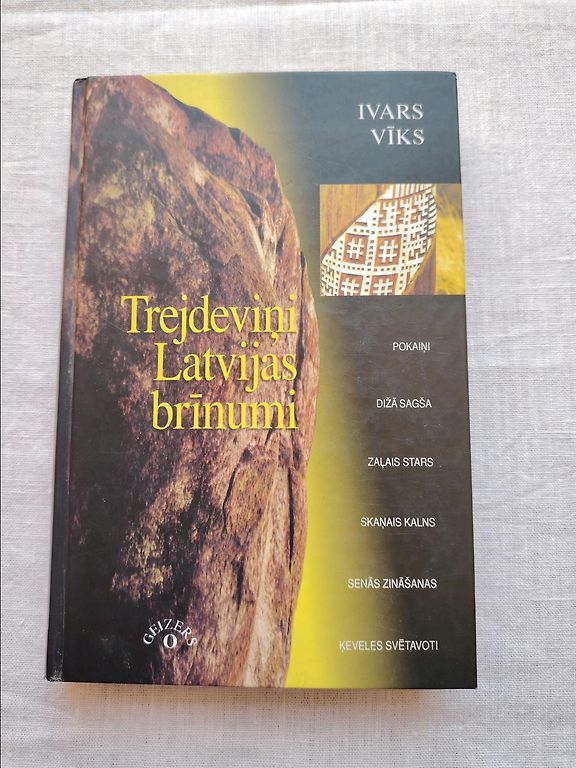 IVARS
VĪKS
Trejdeviņi
Latvijas
brīnumi
POKAIŅI
DIŽĀ SAGŠA
ZAĻAIS STARS
SKAŅAIS KALNS
SENĀS ZINĀŠANAS
ĶEVELES SVĒTAVOTI
GEIZERS
O